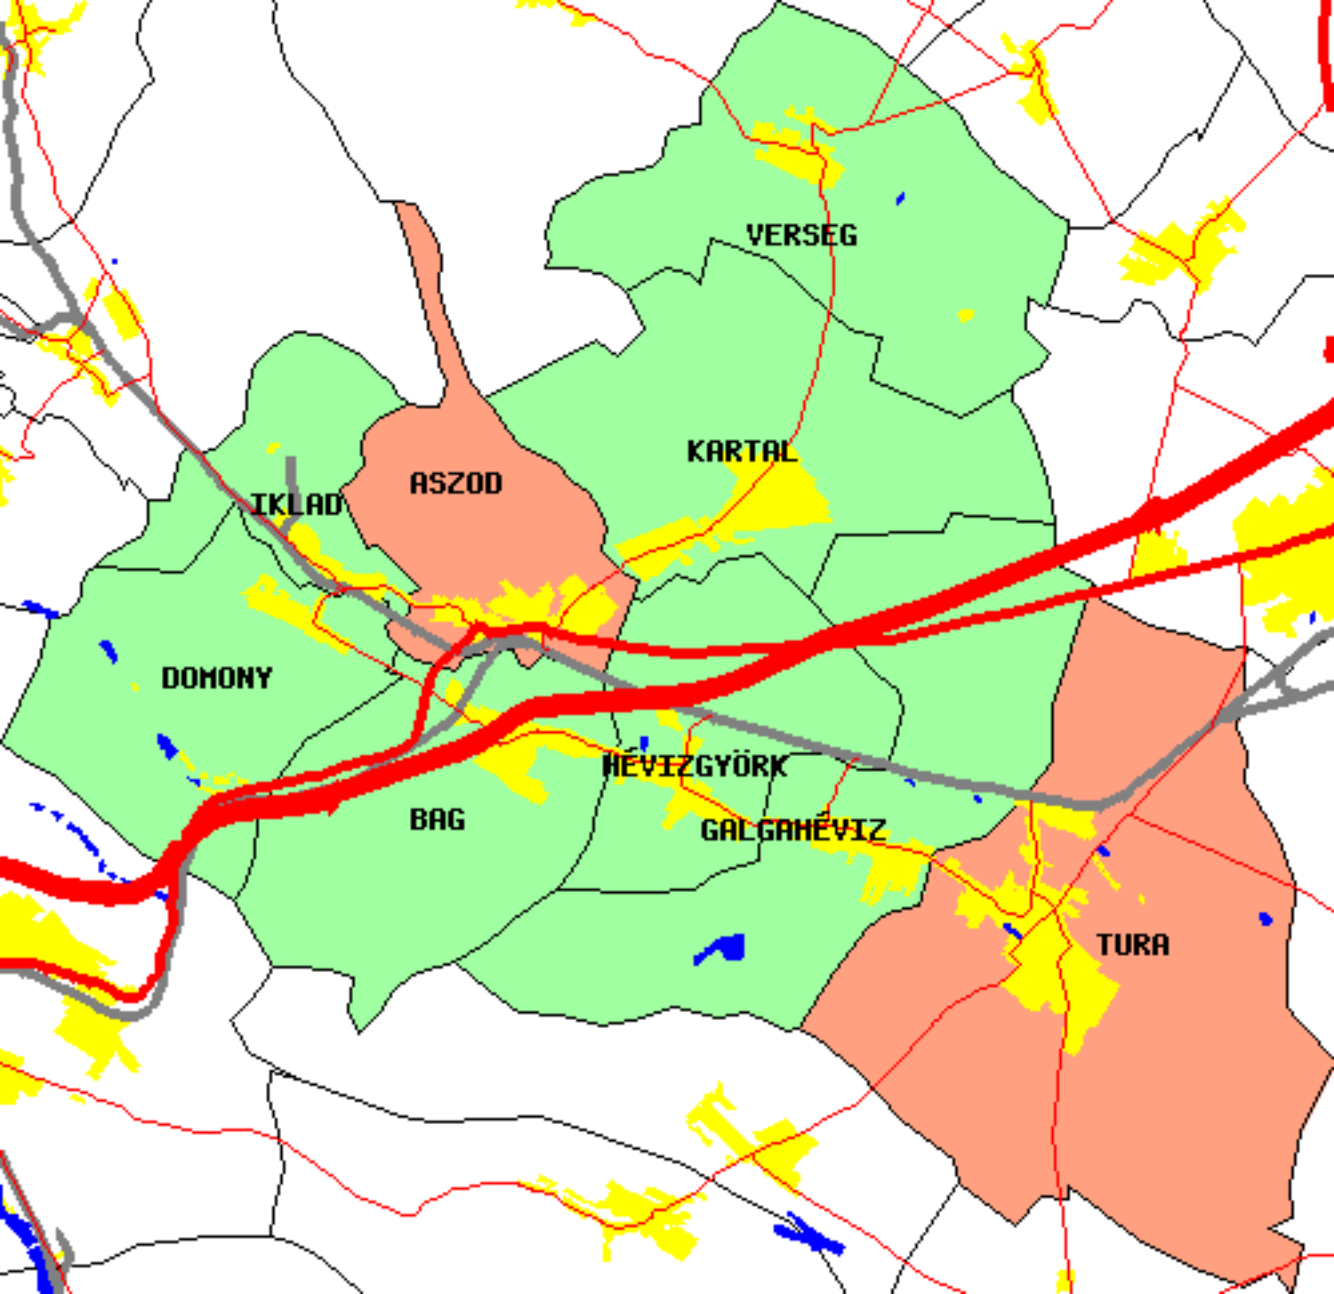 VERSEG
KARTAL
ASZOD
IKLAD
DOMONY
HÉVIZGYÖRK
BAG
GALGAHÉVIZ
TURA